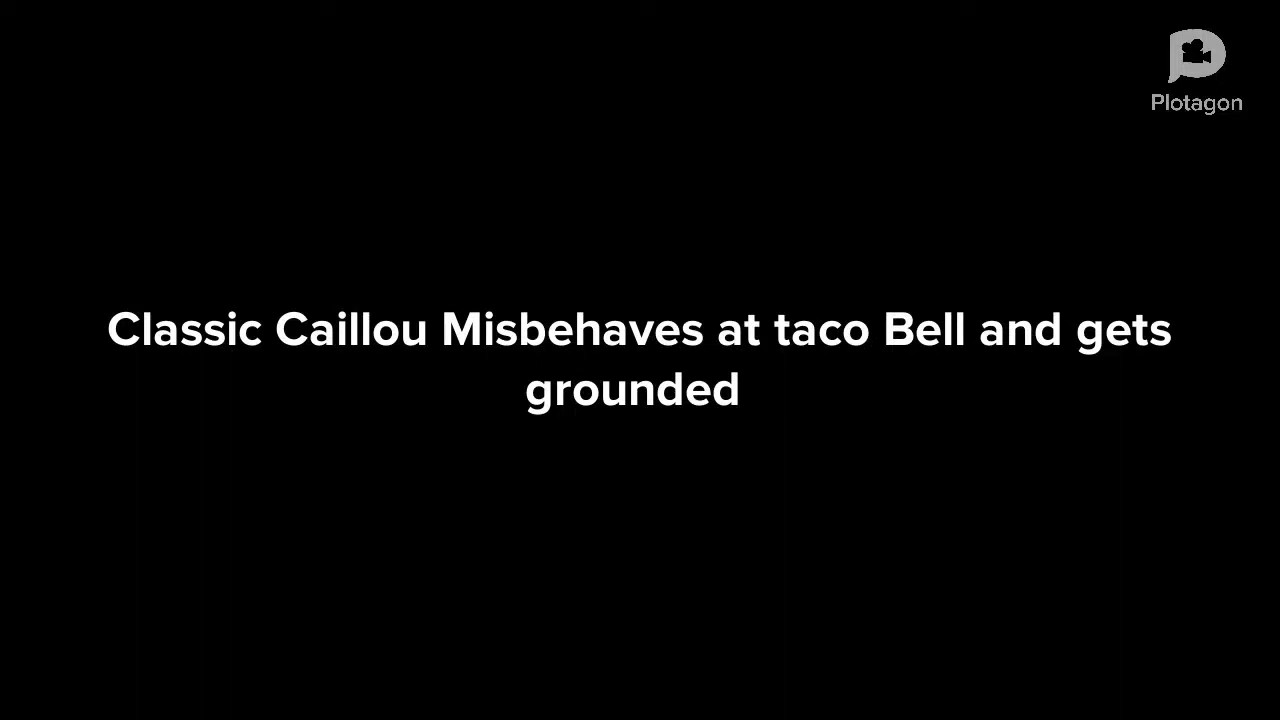 Plotagon
Classic Caillou Misbehaves at taco Bell and gets
grounded